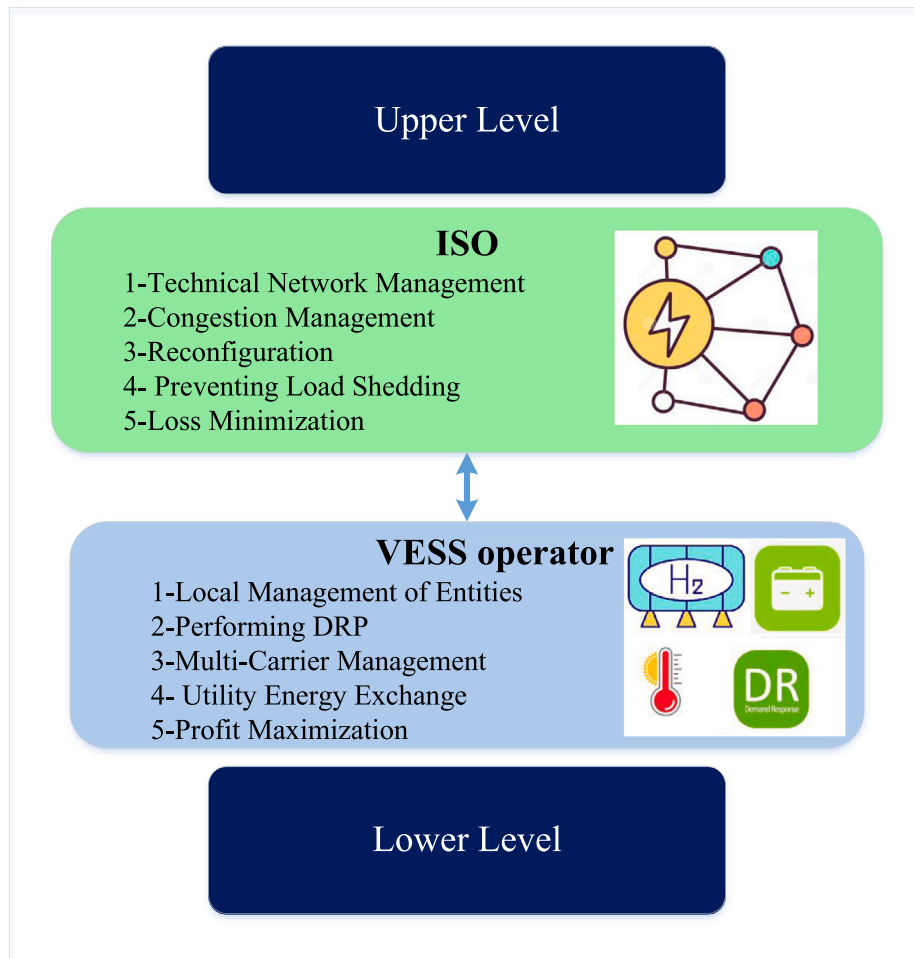 Upper Level
ISO
1-Technical Network Management
2-Congestion Management
3-Reconfiguration
4- Preventing Load Shedding
5-Loss Minimization
VESS operator
1-Local Management of Entities
2-Performing DRP
3-Multi-Carrier Management
4- Utility Energy Exchange
5-Profit Maximization
H2
- +
DR
Demand Response
Lower Level